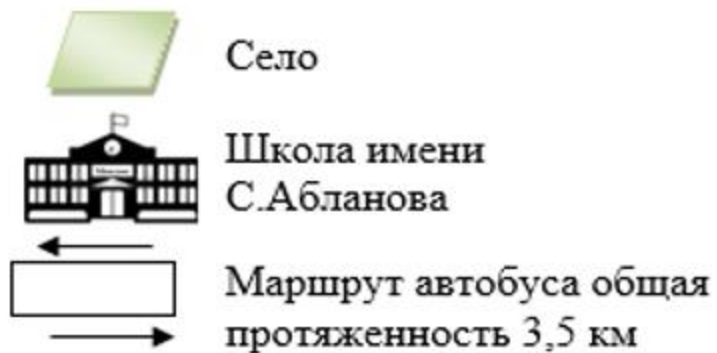 Село
Школа имени
С.Абланова
Маршрут автобуса общая
протяженность 3,5 км